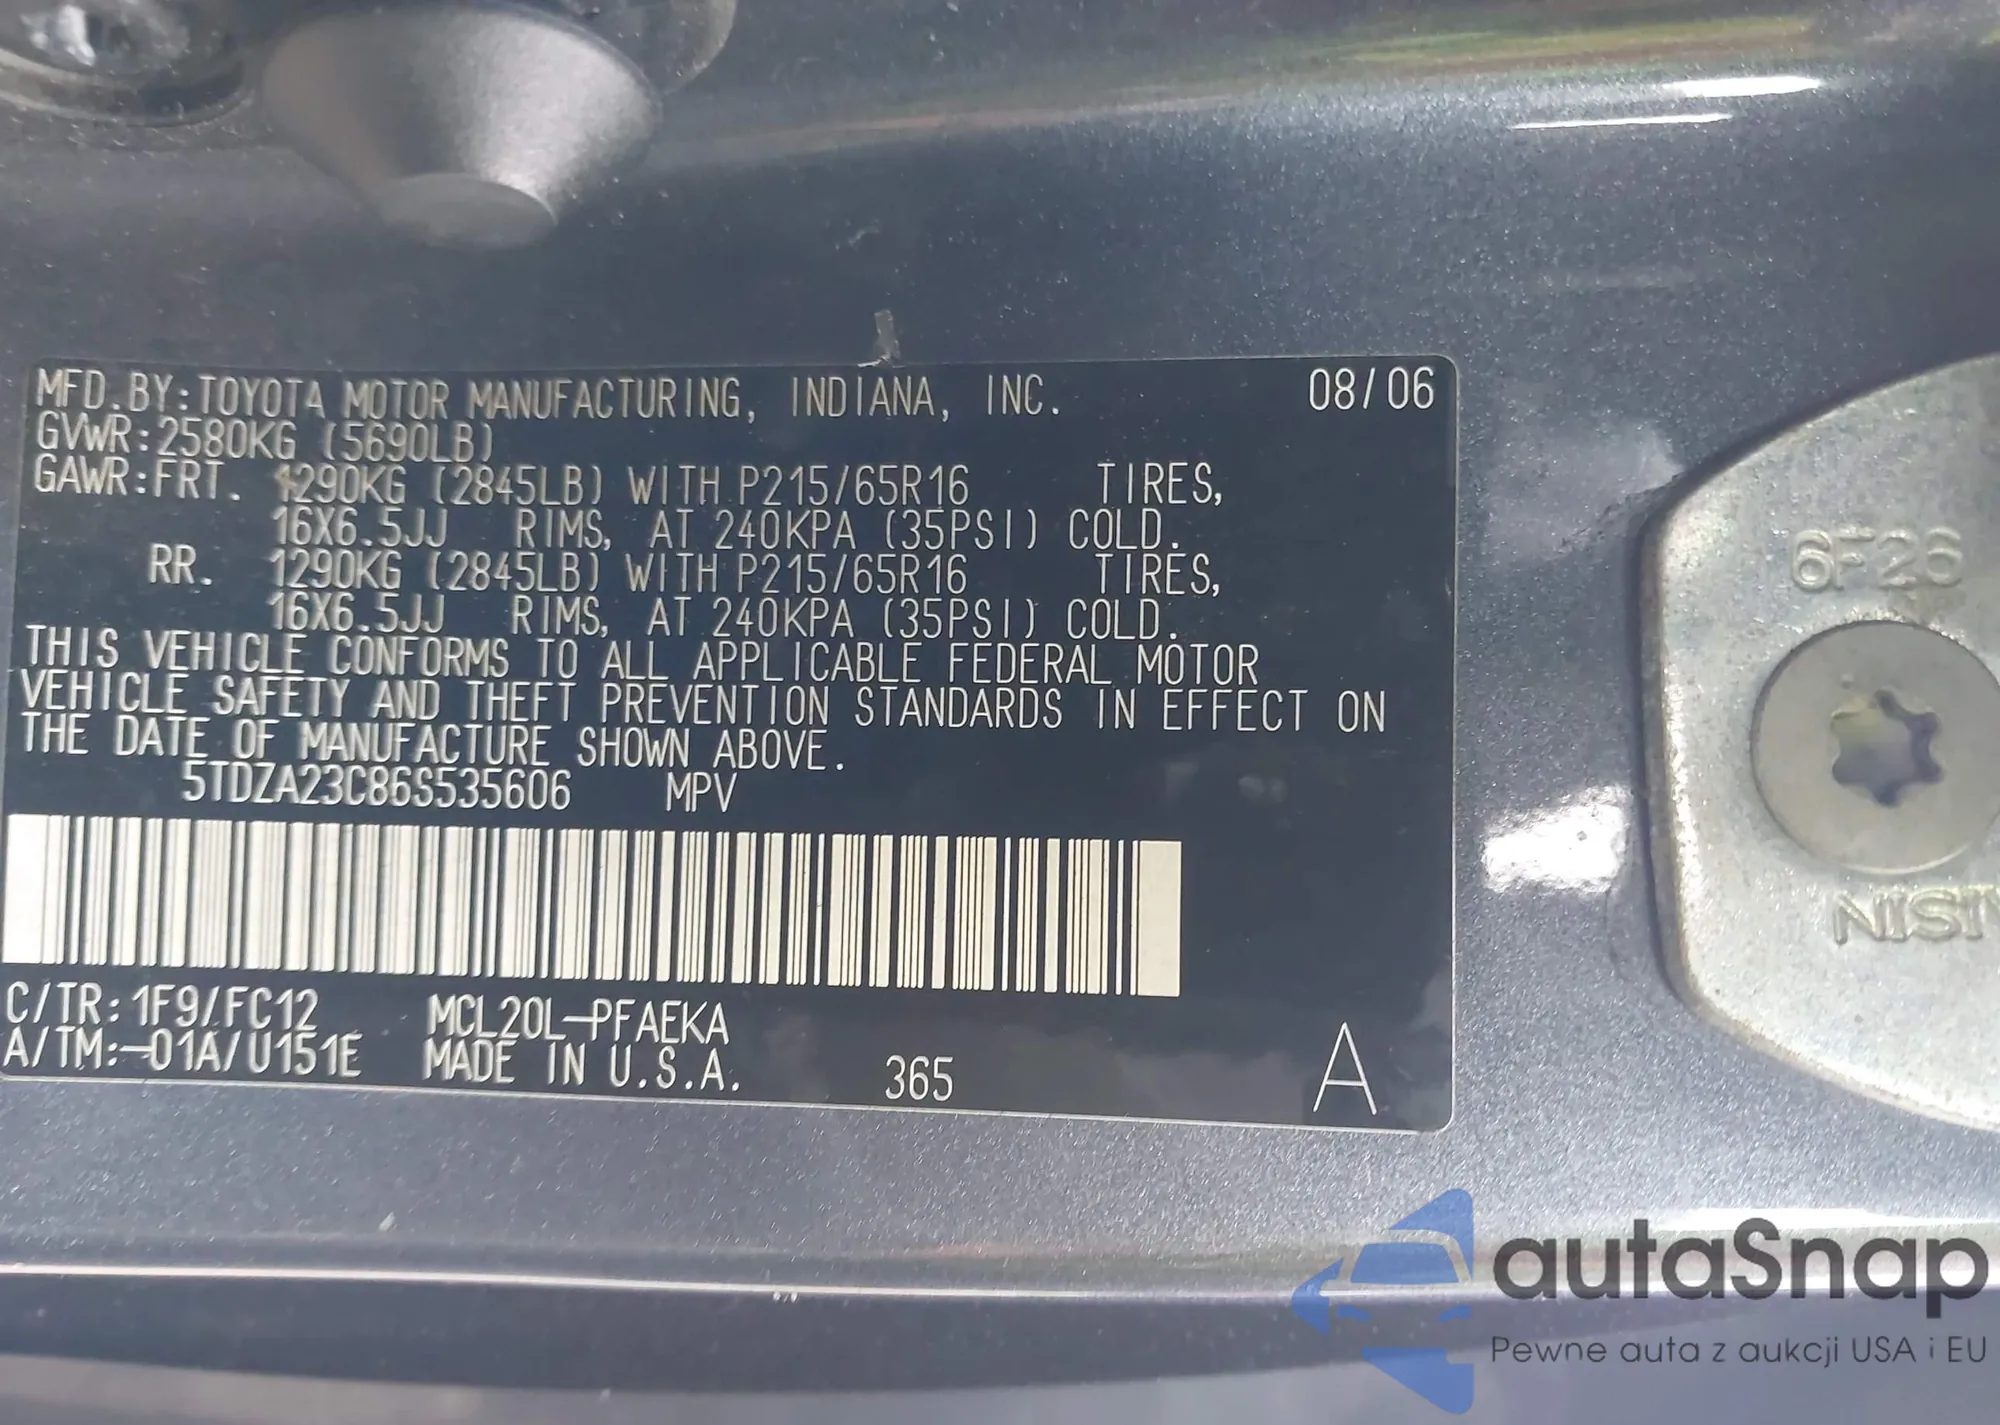 MFD.BY:TOYOTA MOTOR MANUFACTURING, INDIANA, INC. 08/06
GVWR:2580KG (5690LB)
GAWR:FRT. 1290KG (2845LB) WITH P215/65R16 TIRES,
16X6.5JJ RIMS, AT 240KPA (35PSI) COLD.
RR. 1290KG (2845LB) WITH P215/65R16 TIRES,
16X6.5JJ RIMS, AT 240KPA (35PSI) COLD.
THIS VEHICLE CONFORMS TO ALL APPLICABLE FEDERAL MOTOR
VEHICLE SAFETY AND THEFT PREVENTION STANDARDS IN EFFECT ON
THE DATE OF MANUFACTURE SHOWN ABOVE.
5TDZA23C86S535606 MPV
C/TR:1F9/FC12 MCL20L-PFAEKA
A/TM:-01A/U151E MADE IN U.S.A. 365 A
6F26
NISI
autaSnap
Pewne auta z aukcji USA i EU